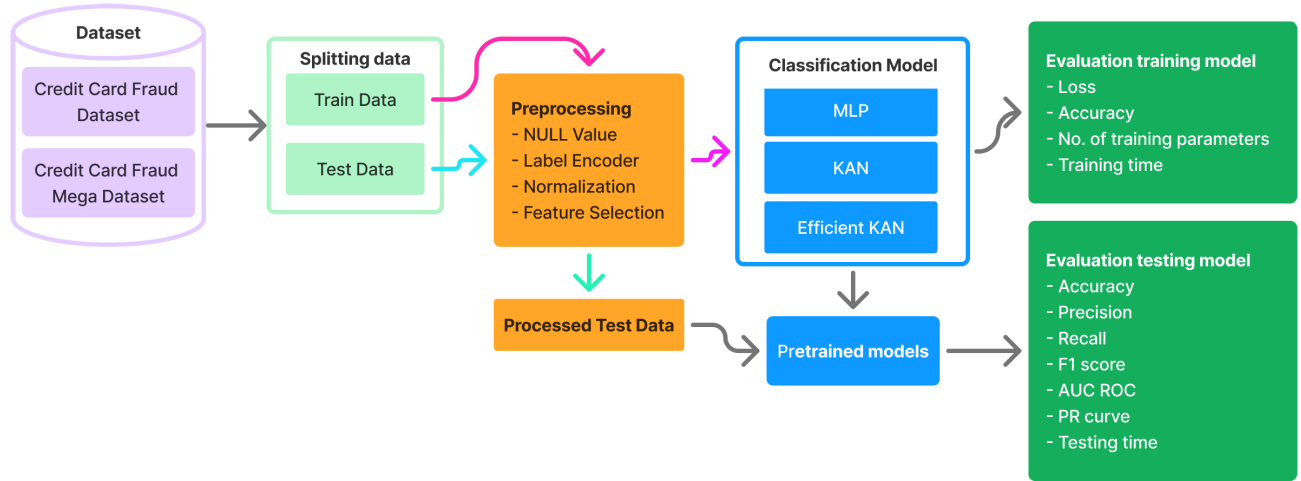 Dataset
Credit Card Fraud
Dataset
Credit Card Fraud
Mega Dataset
Splitting data
Train Data
Test Data
Preprocessing
- NULL Value
- Label Encoder
- Normalization
- Feature Selection
Processed Test Data
Classification Model
MLP
KAN
Efficient KAN
Pretrained models
Evaluation training model
- Loss
- Accuracy
- No. of training parameters
- Training time
Evaluation testing model
- Accuracy
- Precision
- Recall
- F1 score
- AUC ROC
- PR curve
- Testing time